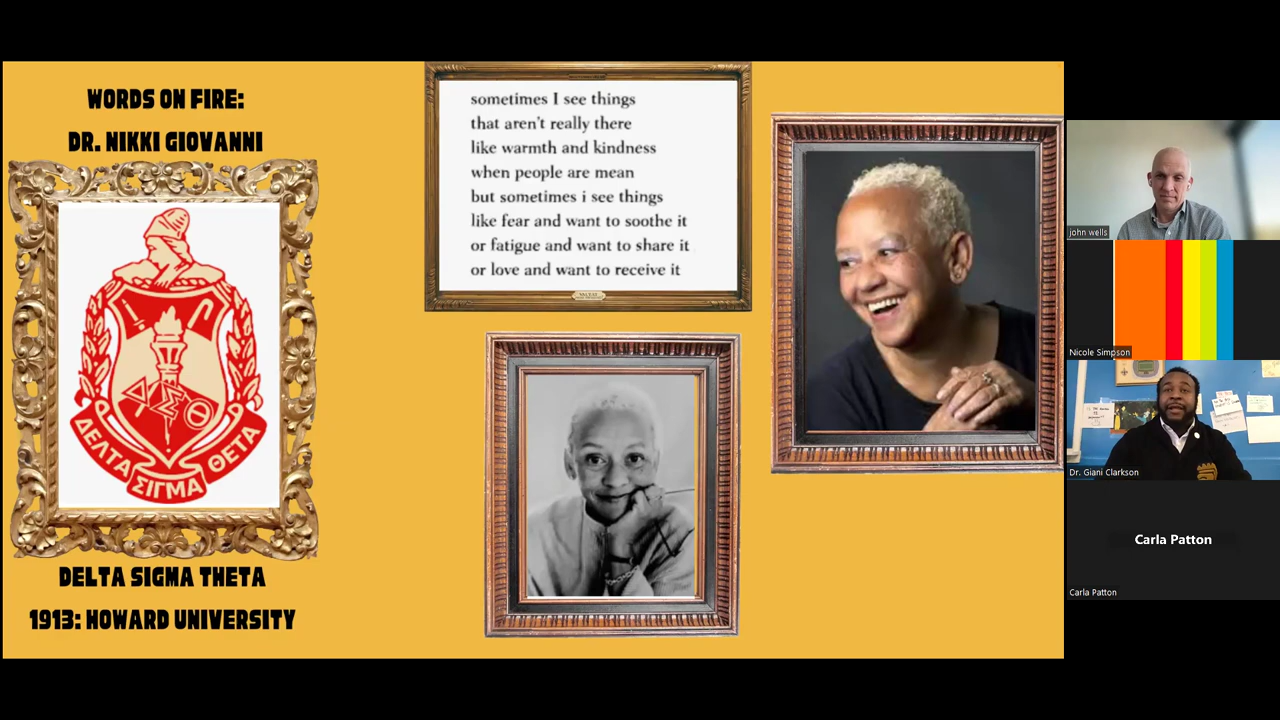 WORDS ON FIRE:
DR. NIKKI GIOVANNI
ΔΕΛΤΑ
ΣΙΓΜΑ
ΘΕΤΑ
ΔΣΘ
DELTA SIGMA THETA
1913: HOWARD UNIVERSITY
sometimes I see things
that aren't really there
like warmth and kindness
when people are mean
but sometimes i see things
like fear and want to soothe it
or fatigue and want to share it
or love and want to receive it
john wells
Nicole Simpson
Dr. Giani Clarkson
Carla Patton
Carla Patton